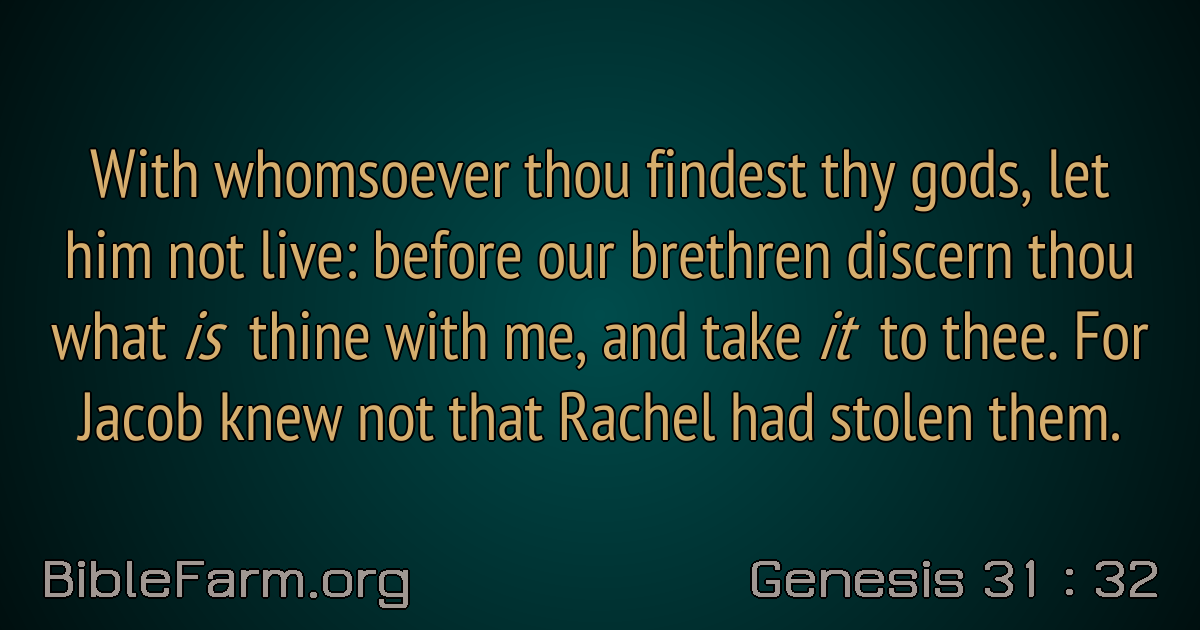 With whomsoever thou findest thy gods, let
him not live: before our brethren discern thou
what is thine with me, and take it to thee. For
Jacob knew not that Rachel had stolen them.
BibleFarm.org
Genesis 31 : 32